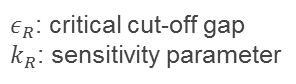 𝜖𝑅: critical cut-off gap
𝑘𝑅: sensitivity parameter